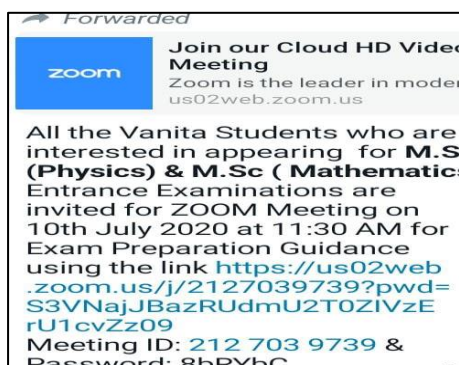 Forwarded
zoom
Join our Cloud HD Video
Meeting
Zoom is the leader in moder
us02web.zoom.us
All the Vanita Students who are
interested in appearing for M.S
(Physics) & M.Sc ( Mathematics
Entrance Examinations are
invited for ZOOM Meeting on
10th July 2020 at 11:30 AM for
Exam Preparation Guidance
using the link https://us02web
.zoom.us/j/2127039739?pwd=
S3VNajJBazRUdmU2T0ZIVzE
rU1cvZz09
Meeting ID: 212 703 9739 &
Password: 8bPYbC